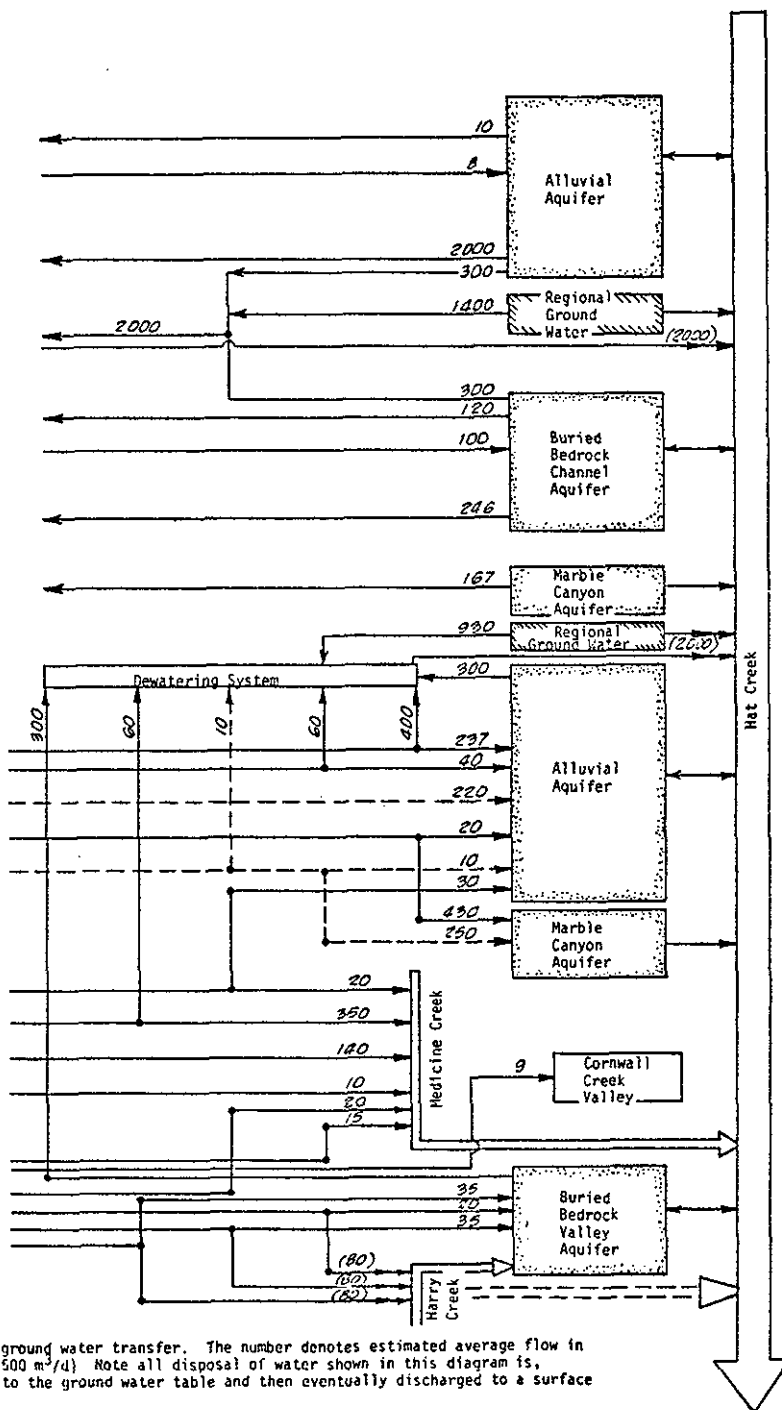 10
8
Alluvial
Aquifer
2000
300
1400
Regional
Ground
Water
2000
(2000)
300
120
100
Buried
Bedrock
Channel
Aquifer
246
167
Marble
Canyon
Aquifer
930
Regional
Ground Water
(2000)
Dewatering System
300
300
60
10
60
400
237
40
220
20
10
30
Alluvial
Aquifer
Hat Creek
430
250
Marble
Canyon
Aquifer
20
350
140
10
20
15
Medicine Creek
9
Cornwall
Creek
Valley
35
35
Buried
Bedrock
Valley
Aquifer
(80)
(80)
Harry
Creek
ground water transfer. The number denotes estimated average flow in
500 m³/d) Note all disposal of water shown in this diagram is,
to the ground water table and then eventually discharged to a surface